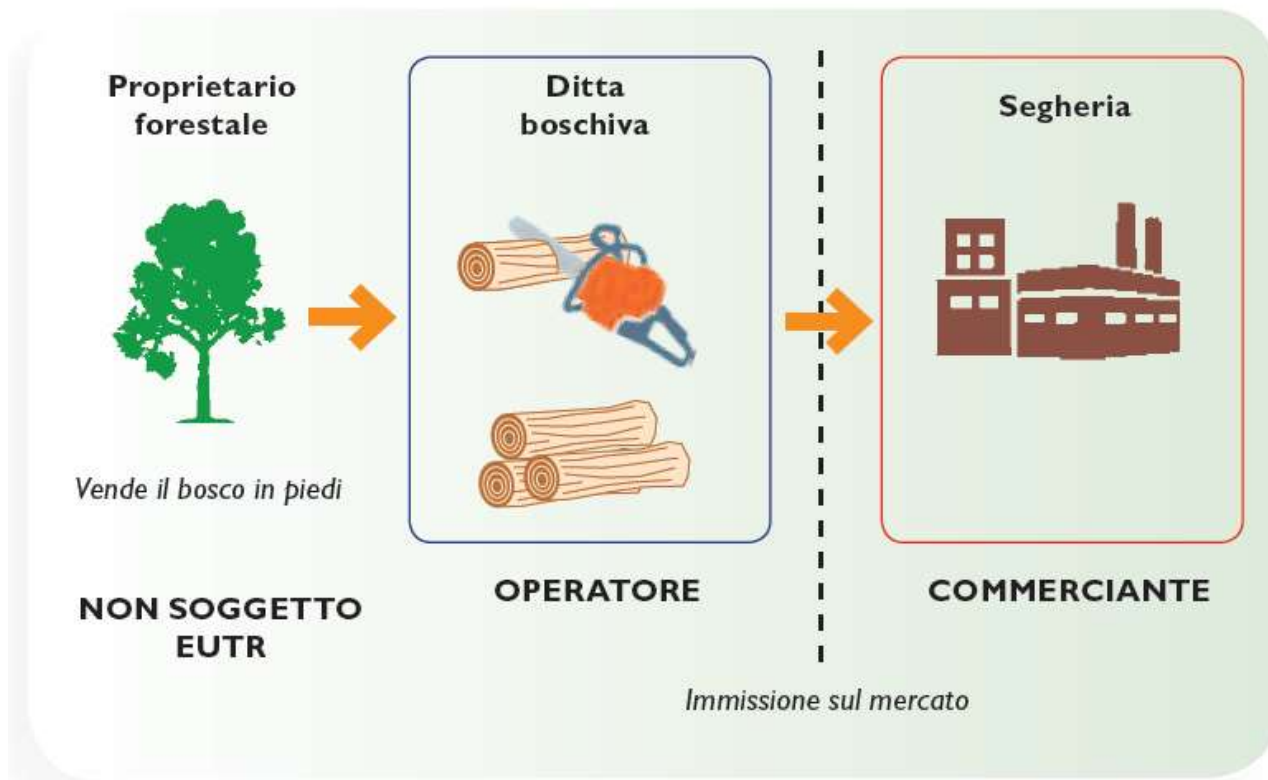 Proprietario
forestale
Ditta
boschiva
Segheria
Vende il bosco in piedi
NON SOGGETTO
EUTR
OPERATORE
COMMERCIANTE
Immissione sul mercato